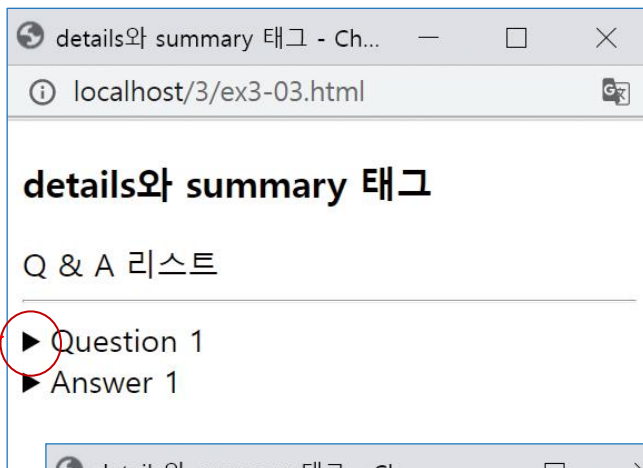 details와 summary 태그 - Ch...
localhost/3/ex3-03.html
details와 summary 태그
Q & A 리스트
▶ Question 1
▶ Answer 1